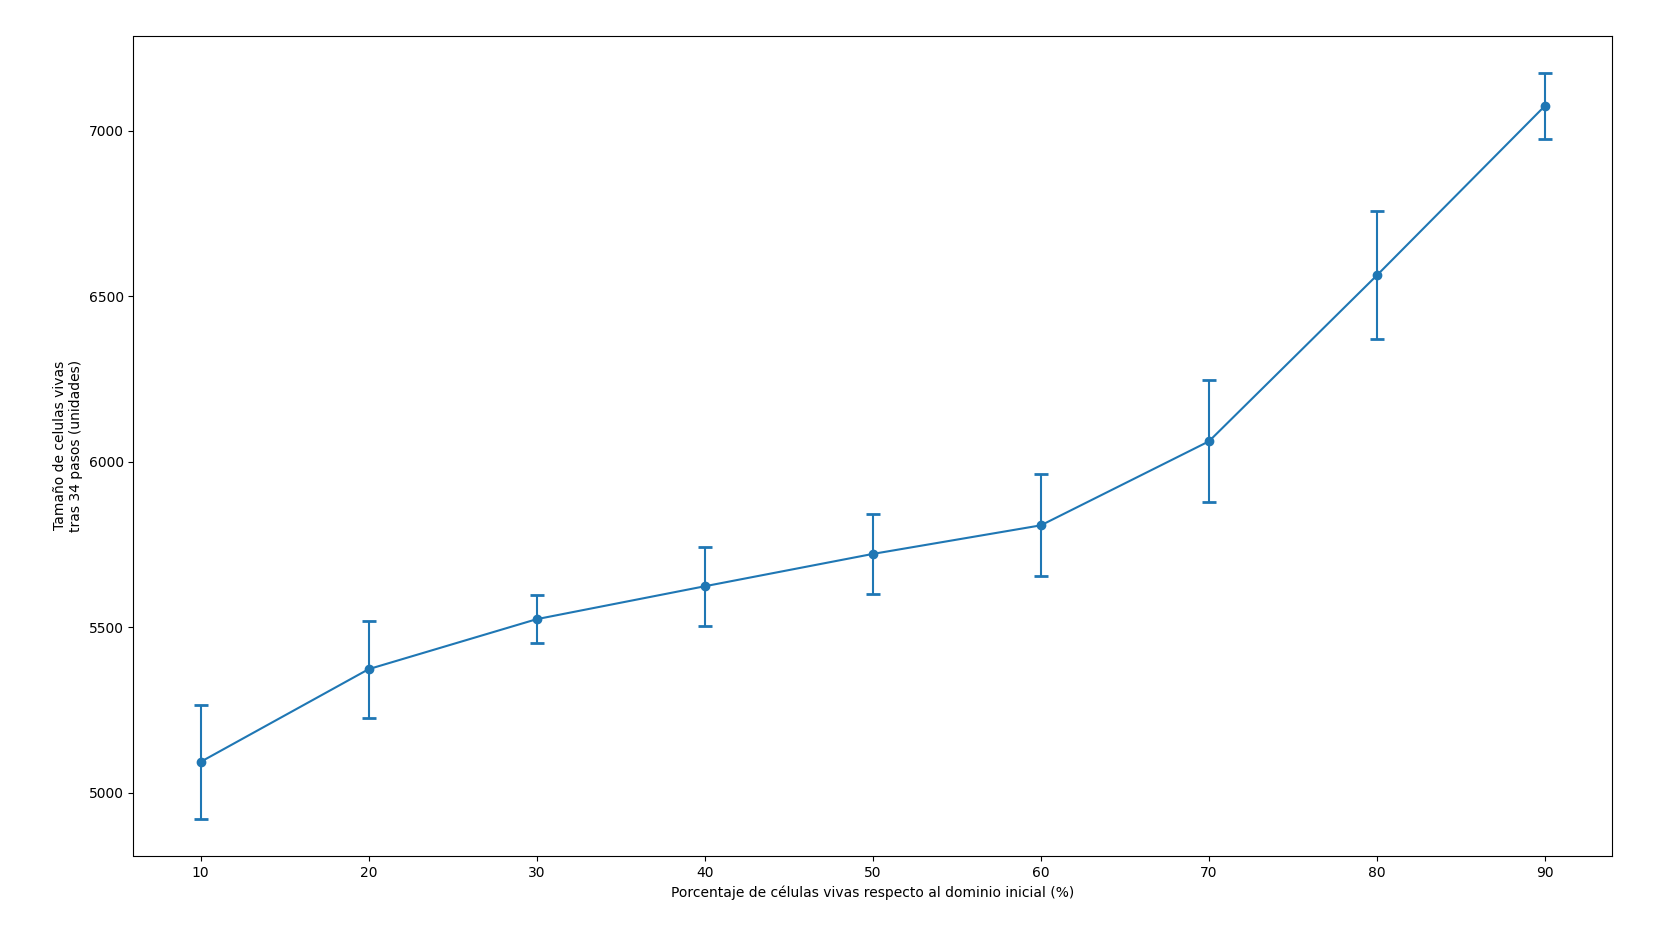 7000
6500
6000
5500
5000
Tamaño de celulas vivas
tras 34 pasos (unidades)
10 20 30 40 50 60 70 80 90
Porcentaje de células vivas respecto al dominio inicial (%)